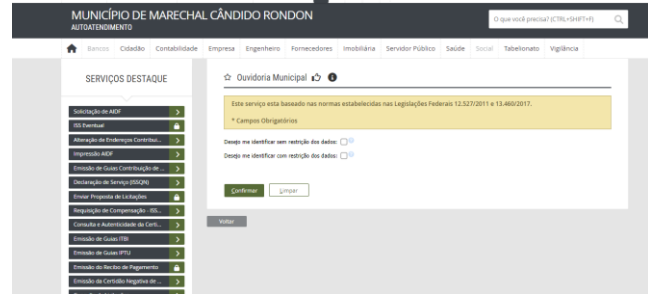 MUNICÍPIO DE MARECHAL CÂNDIDO RONDON
AUTOATENDIMENTO
O que você precisa? (CTRL+SHIFT+F)
Bancos Cidadão Contabilidade Empresa Engenheiro Fornecedores Imobiliária Servidor Público Saúde Social Tabelionato Vigilância
SERVIÇOS DESTAQUE
Solicitação de AIDF
ISS Eventual
Alteração de Endereços Contribui...
Impressão AIDF
Emissão de Guias Contribuição de ...
Declaração de Serviço (ISSQN)
Enviar Proposta de Licitações
Requisição de Compensação - ISS...
Consulta e Autenticidade da Certi...
Emissão de Guias ITBI
Emissão de Guias IPTU
Emissão do Recibo de Pagamento
Emissão da Certidão Negativa de ...
Ouvidoria Municipal
Este serviço esta baseado nas normas estabelecidas nas Legislações Federais 12.527/2011 e 13.460/2017.
* Campos Obrigatórios
Desejo me identificar sem restrição dos dados:
Desejo me identificar com restrição dos dados:
Confirmar Limpar
Voltar